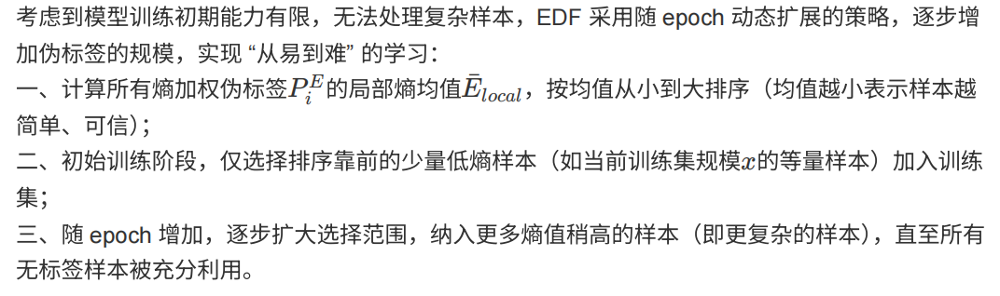 考虑到模型训练初期能力有限，无法处理复杂样本，EDF 采用随 epoch 动态扩展的策略，逐步增
加伪标签的规模，实现 “从易到难” 的学习：
一、计算所有熵加权伪标签$P_i^E$的局部熵均值$\bar{E}_{local}$，按均值从小到大排序（均值越小表示样本越
简单、可信）；
二、初始训练阶段，仅选择排序靠前的少量低熵样本（如当前训练集规模$x$的等量样本）加入训练
集；
三、随 epoch 增加，逐步扩大选择范围，纳入更多熵值稍高的样本（即更复杂的样本），直至所有
无标签样本被充分利用。